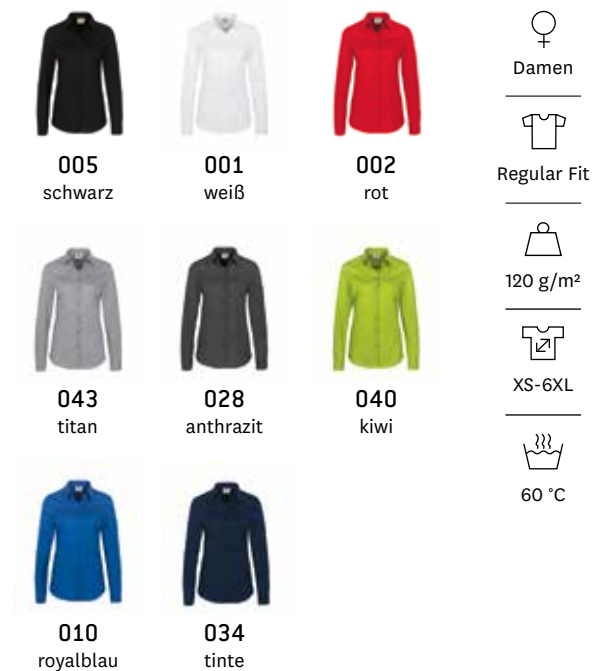 005
schwarz
001
weiß
002
rot
043
titan
028
anthrazit
040
kiwi
010
royalblau
034
tinte
Damen
Regular Fit
120 g/m²
XS-6XL
60 °C